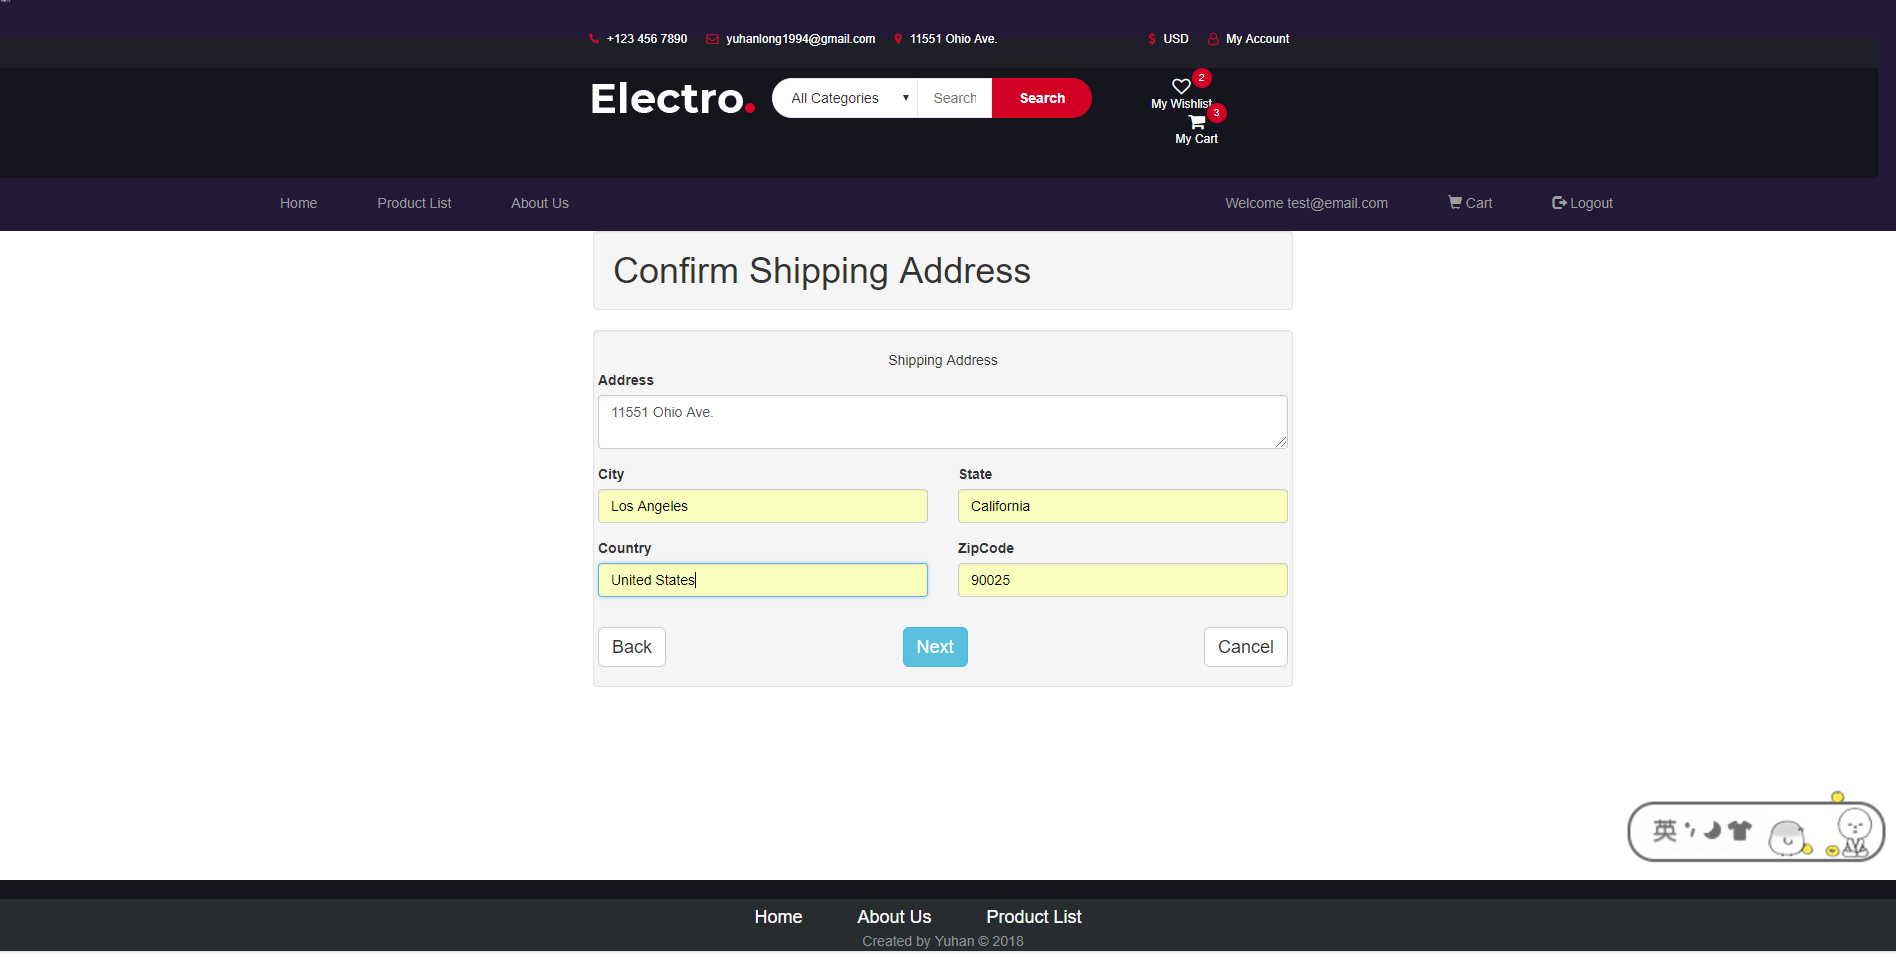 +123 456 7890 yuhanlong1994@gmail.com 11551 Ohio Ave. $ USD My Account
Electro. All Categories Search Search
2
My Wishlist
3
My Cart
Home Product List About Us Welcome test@email.com Cart Logout
Confirm Shipping Address
Shipping Address
Address
11551 Ohio Ave.
City State
Los Angeles California
Country ZipCode
United States 90025
Back Next Cancel
英
Home About Us Product List
Created by Yuhan © 2018